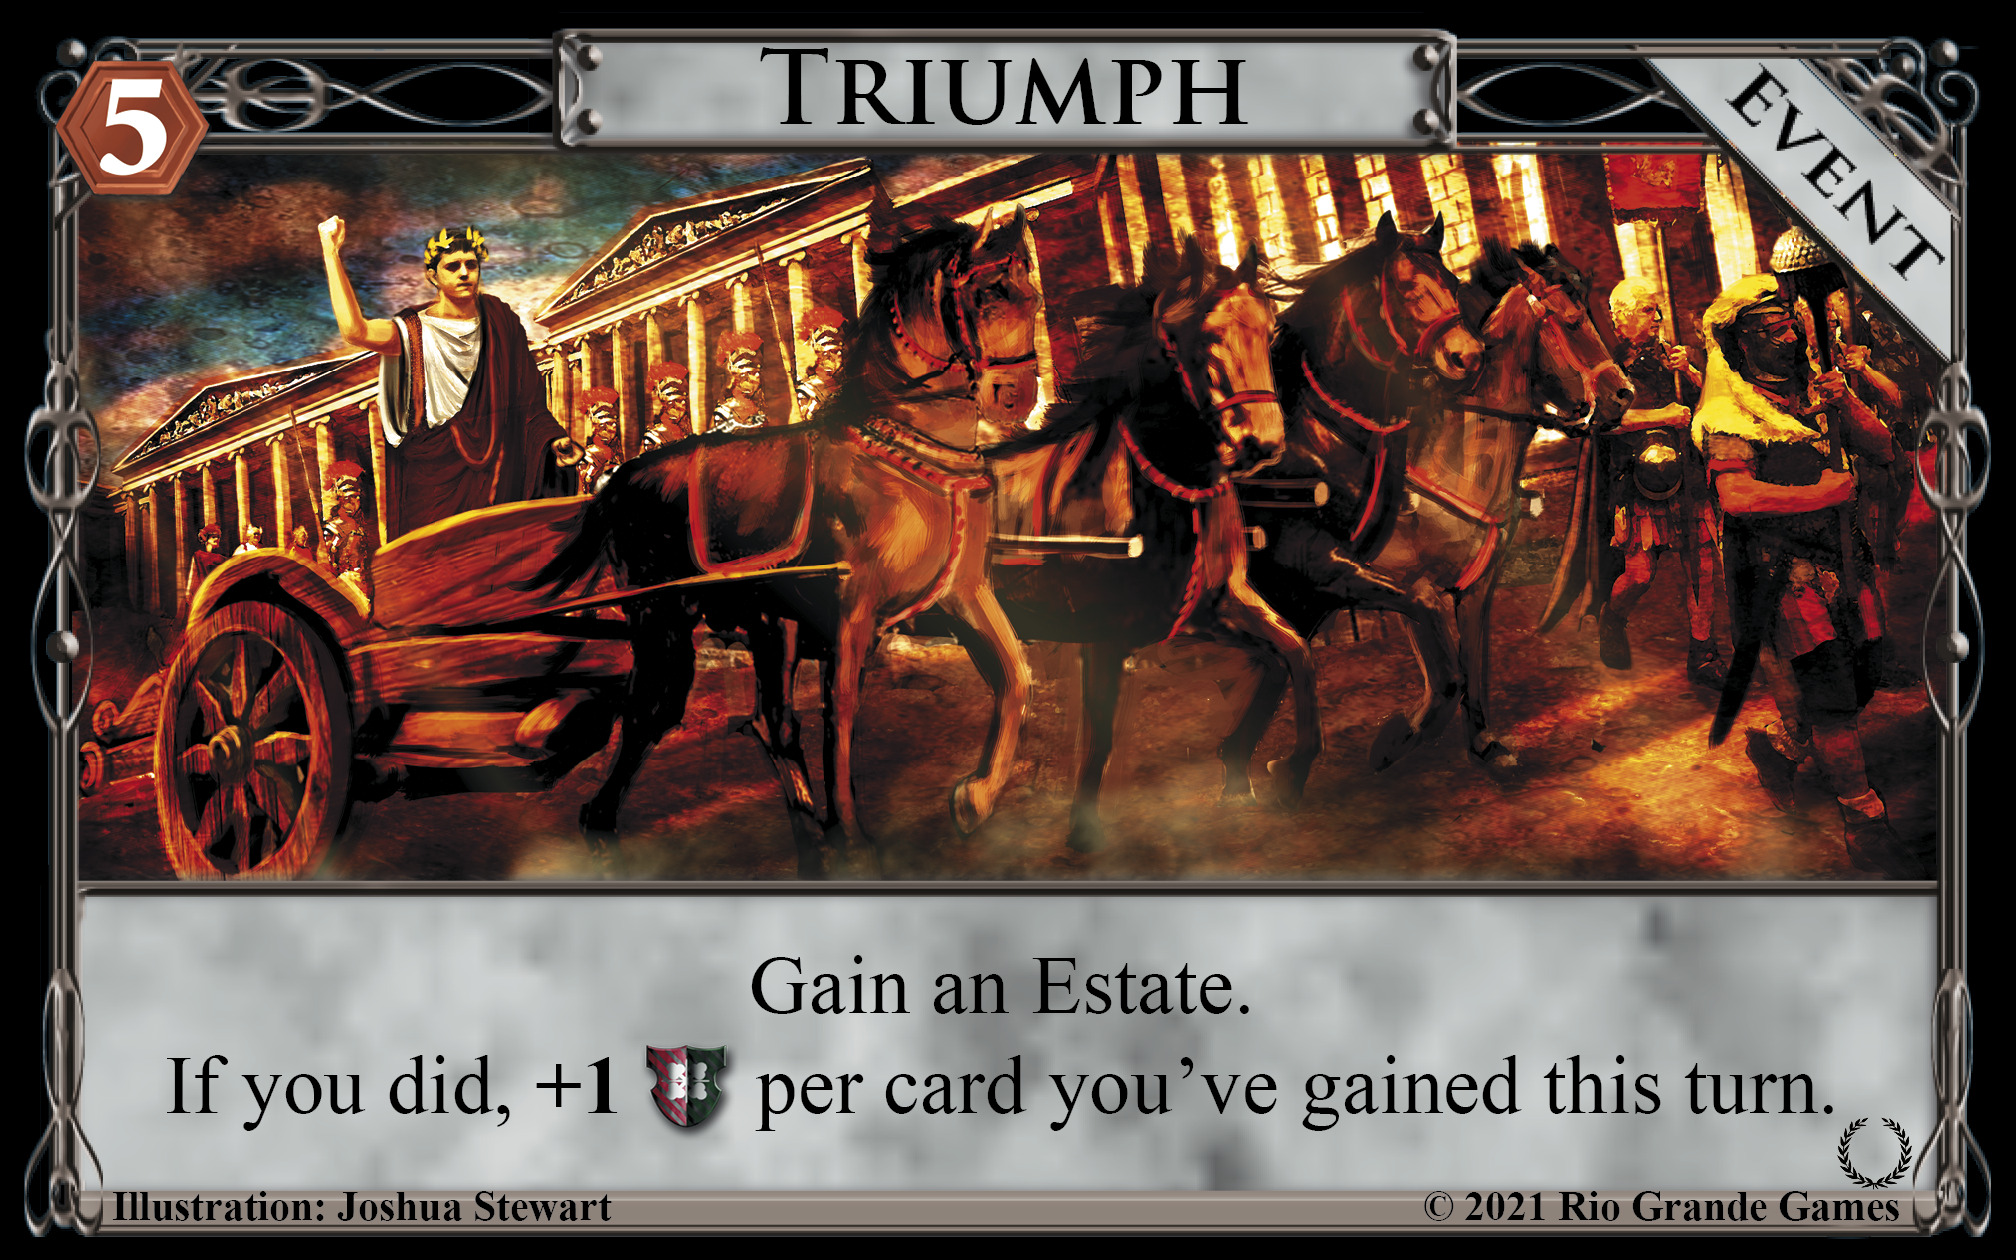 5
TRIUMPH
EVENT
Gain an Estate.
If you did, +1 per card you've gained this turn.
Illustration: Joshua Stewart
© 2021 Rio Grande Games